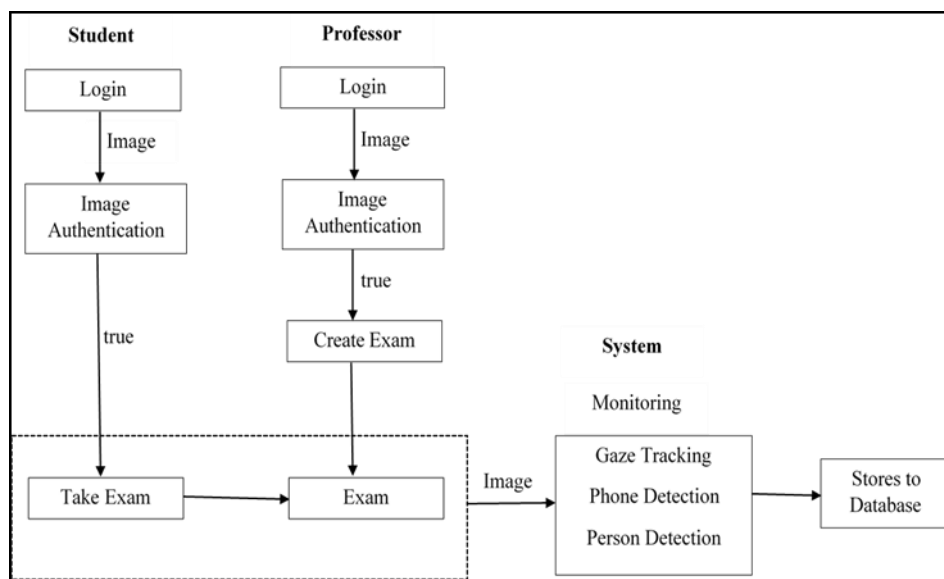 Student
Professor
Login
Login
Image
Image
Image
Authentication
Image
Authentication
true
true
Create Exam
System
Monitoring
Gaze Tracking
Phone Detection
Person Detection
Take Exam
Exam
Image
Stores to
Database